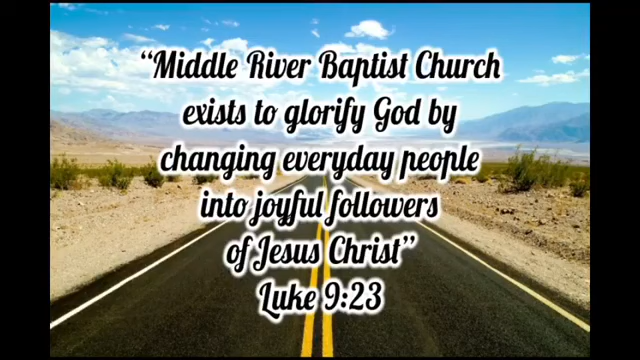 “Middle River Baptist Church
exists to glorify God by
changing everyday people
into joyful followers
of Jesus Christ”
Luke 9:23